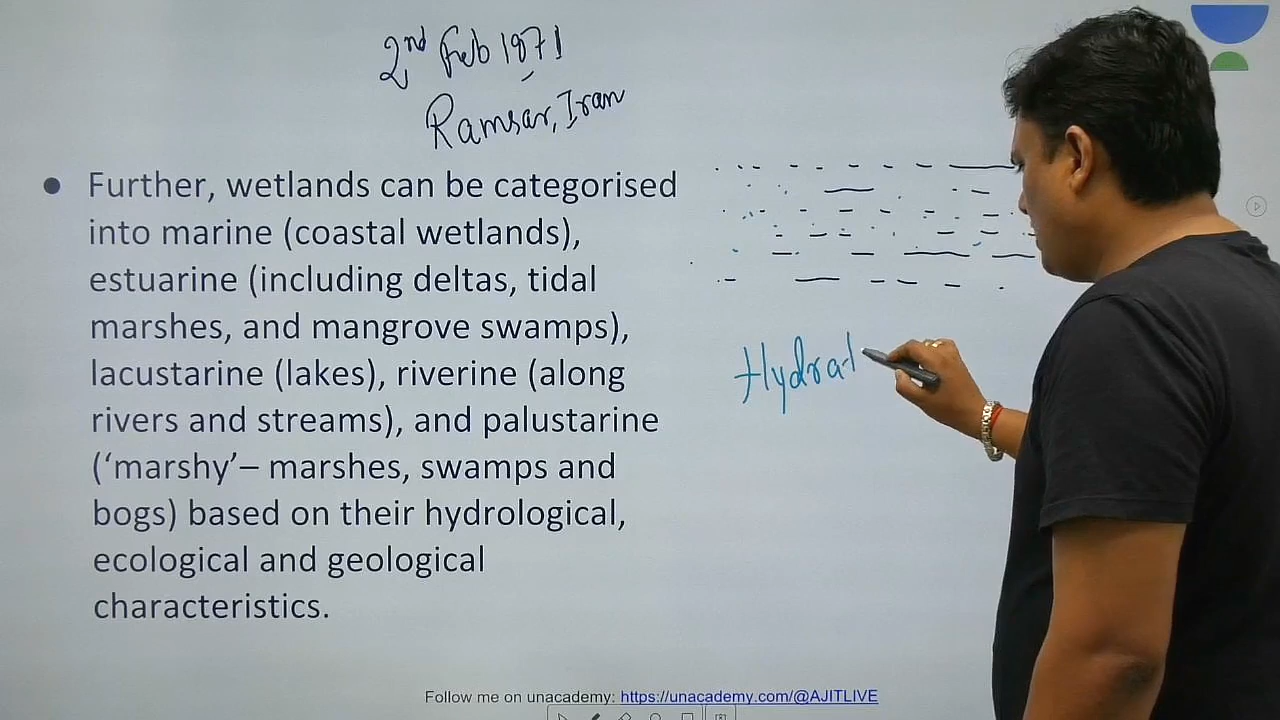 2nd Feb 1971
Ramsar, Iran
● Further, wetlands can be categorised
into marine (coastal wetlands),
estuarine (including deltas, tidal
marshes, and mangrove swamps),
lacustarine (lakes), riverine (along
rivers and streams), and palustarine
(‘marshy’– marshes, swamps and
bogs) based on their hydrological,
ecological and geological
characteristics.
Hydrat
Follow me on unacademy: https://unacademy.com/@AJITLIVE